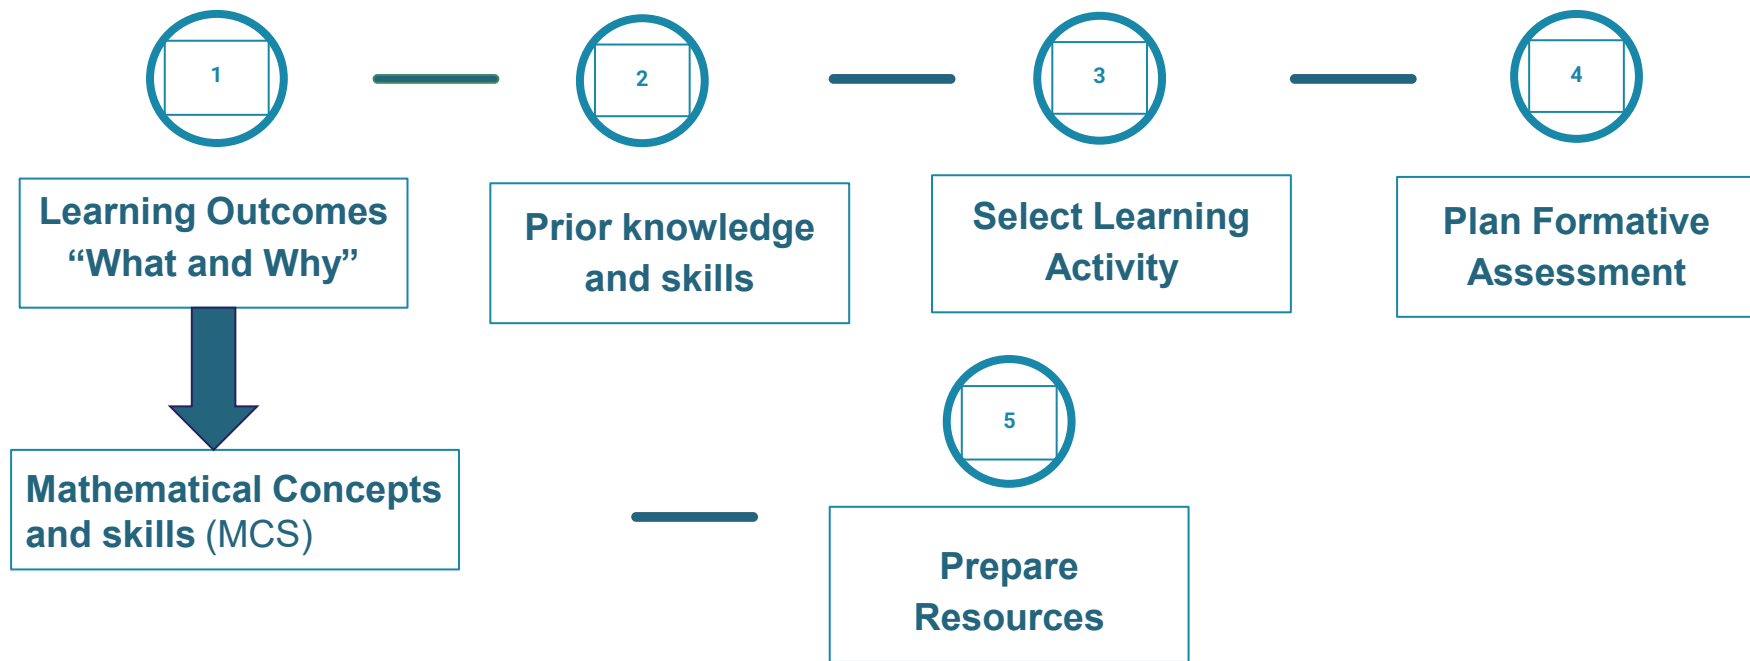 1
Learning Outcomes
“What and Why”
2
Prior knowledge
and skills
3
Select Learning
Activity
4
Plan Formative
Assessment
Mathematical Concepts
and skills (MCS)
5
Prepare
Resources